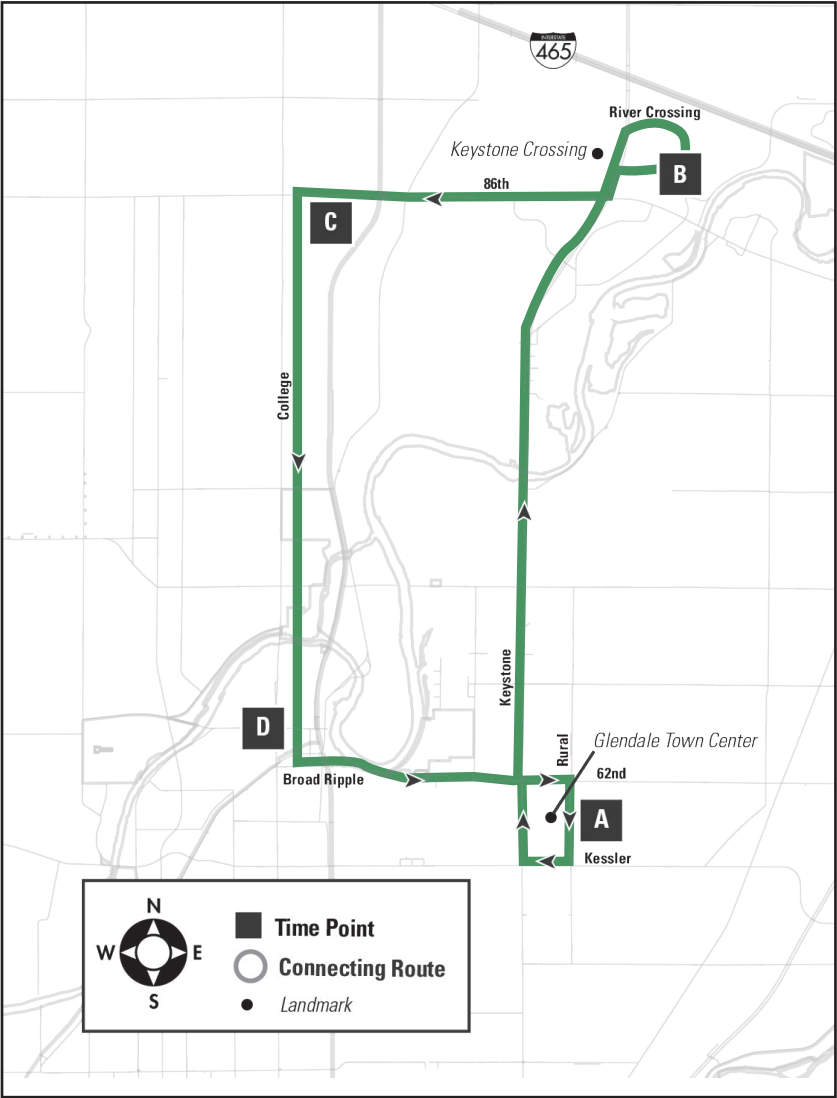 INTERSTATE
465
River Crossing
Keystone Crossing
B
86th
C
College
Keystone
D
Rural
Glendale Town Center
62nd
Broad Ripple
A
Kessler
N
W E
S
Time Point
Connecting Route
Landmark